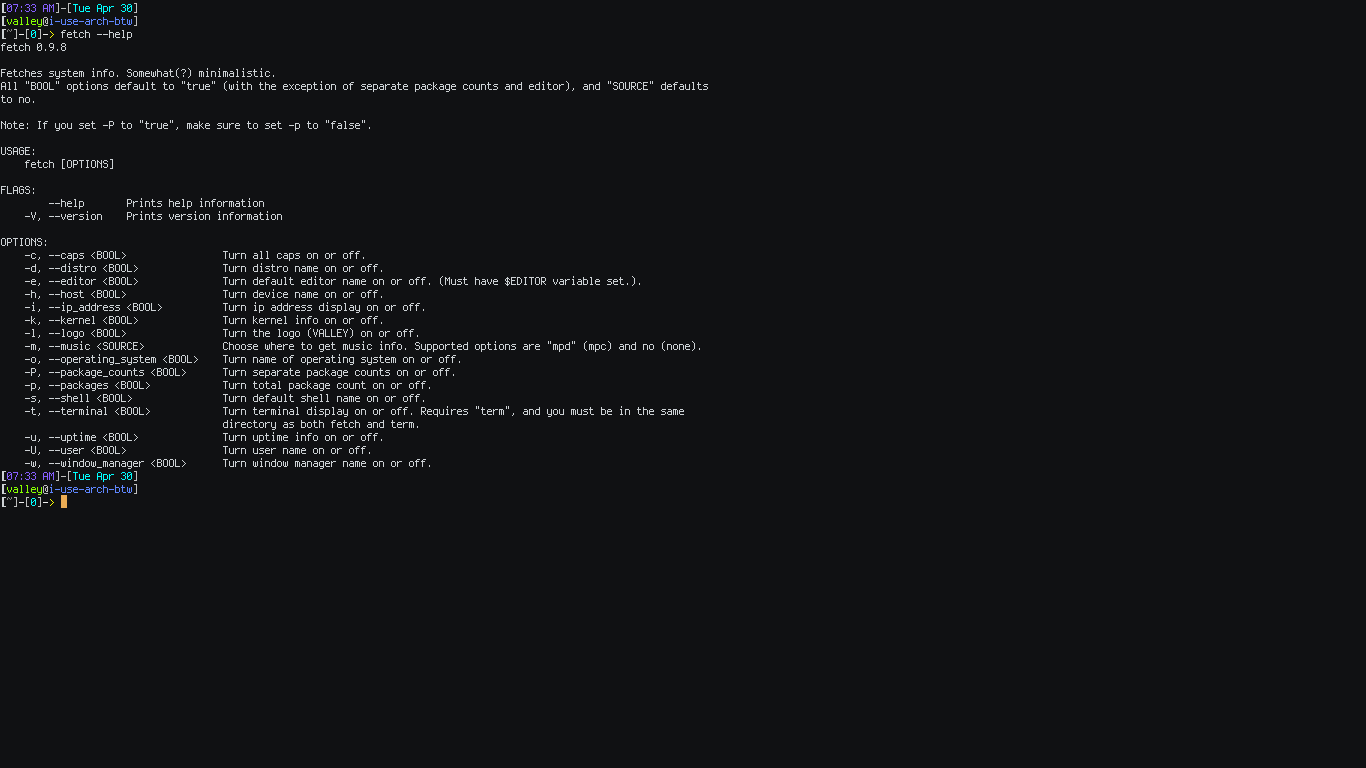 [07:33 AM]-[Tue Apr 30]
[valley@i-use-arch-btw]
[~]-[0]-> fetch --help
fetch 0.9.8

Fetches system info. Somewhat(?) minimalistic.
All "BOOL" options default to "true" (with the exception of separate package counts and editor), and "SOURCE" defaults
to no.

Note: If you set -P to "true", make sure to set -p to "false".

USAGE:
    fetch [OPTIONS]

FLAGS:
        --help       Prints help information
    -V, --version    Prints version information

OPTIONS:
    -c, --caps <BOOL>                Turn all caps on or off.
    -d, --distro <BOOL>              Turn distro name on or off.
    -e, --editor <BOOL>              Turn default editor name on or off. (Must have $EDITOR variable set.).
    -h, --host <BOOL>                Turn device name on or off.
    -i, --ip_address <BOOL>          Turn ip address display on or off.
    -k, --kernel <BOOL>              Turn kernel info on or off.
    -l, --logo <BOOL>                Turn the logo (VALLEY) on or off.
    -m, --music <SOURCE>             Choose where to get music info. Supported options are "mpd" (mpc) and no (none).
    -o, --operating_system <BOOL>    Turn name of operating system on or off.
    -P, --package_counts <BOOL>      Turn separate package counts on or off.
    -p, --packages <BOOL>            Turn total package count on or off.
    -s, --shell <BOOL>               Turn default shell name on or off.
    -t, --terminal <BOOL>            Turn terminal display on or off. Requires "term", and you must be in the same
                                     directory as both fetch and term.
    -u, --uptime <BOOL>              Turn uptime info on or off.
    -U, --user <BOOL>                Turn user name on or off.
    -w, --window_manager <BOOL>      Turn window manager name on or off.
[07:33 AM]-[Tue Apr 30]
[valley@i-use-arch-btw]
[~]-[0]->